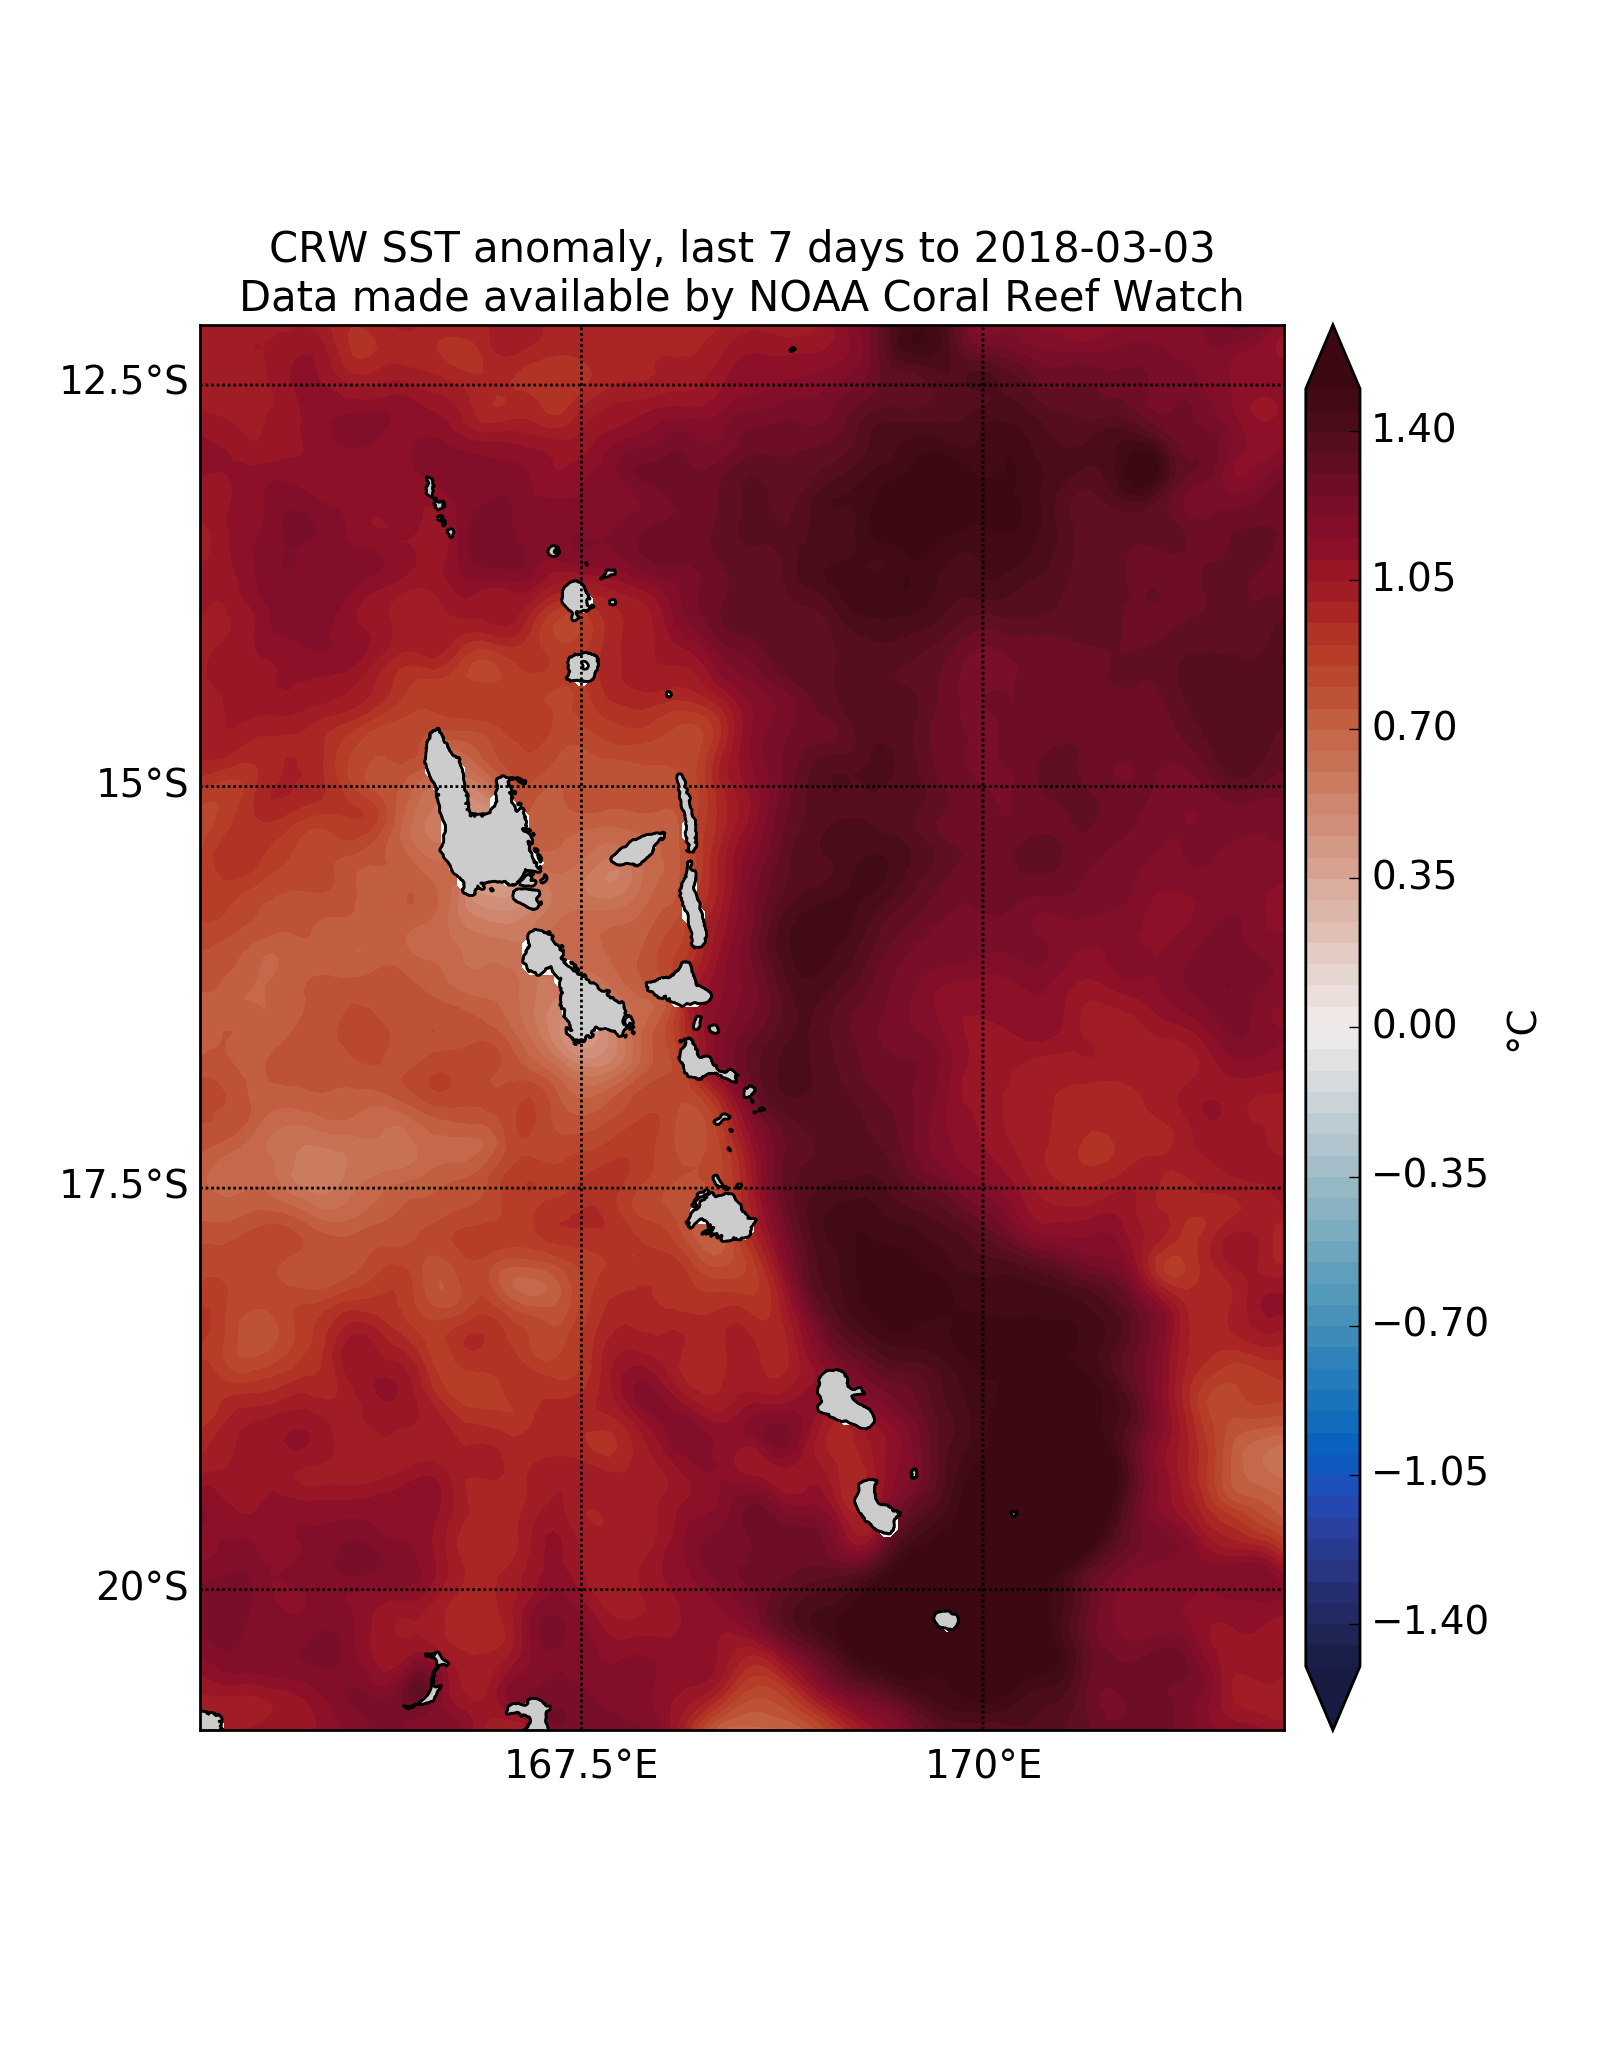 CRW SST anomaly, last 7 days to 2018-03-03
Data made available by NOAA Coral Reef Watch
12.5°S
15°S
17.5°S
20°S
167.5°E
170°E
1.40
1.05
0.70
0.35
0.00
−0.35
−0.70
−1.05
−1.40
°C